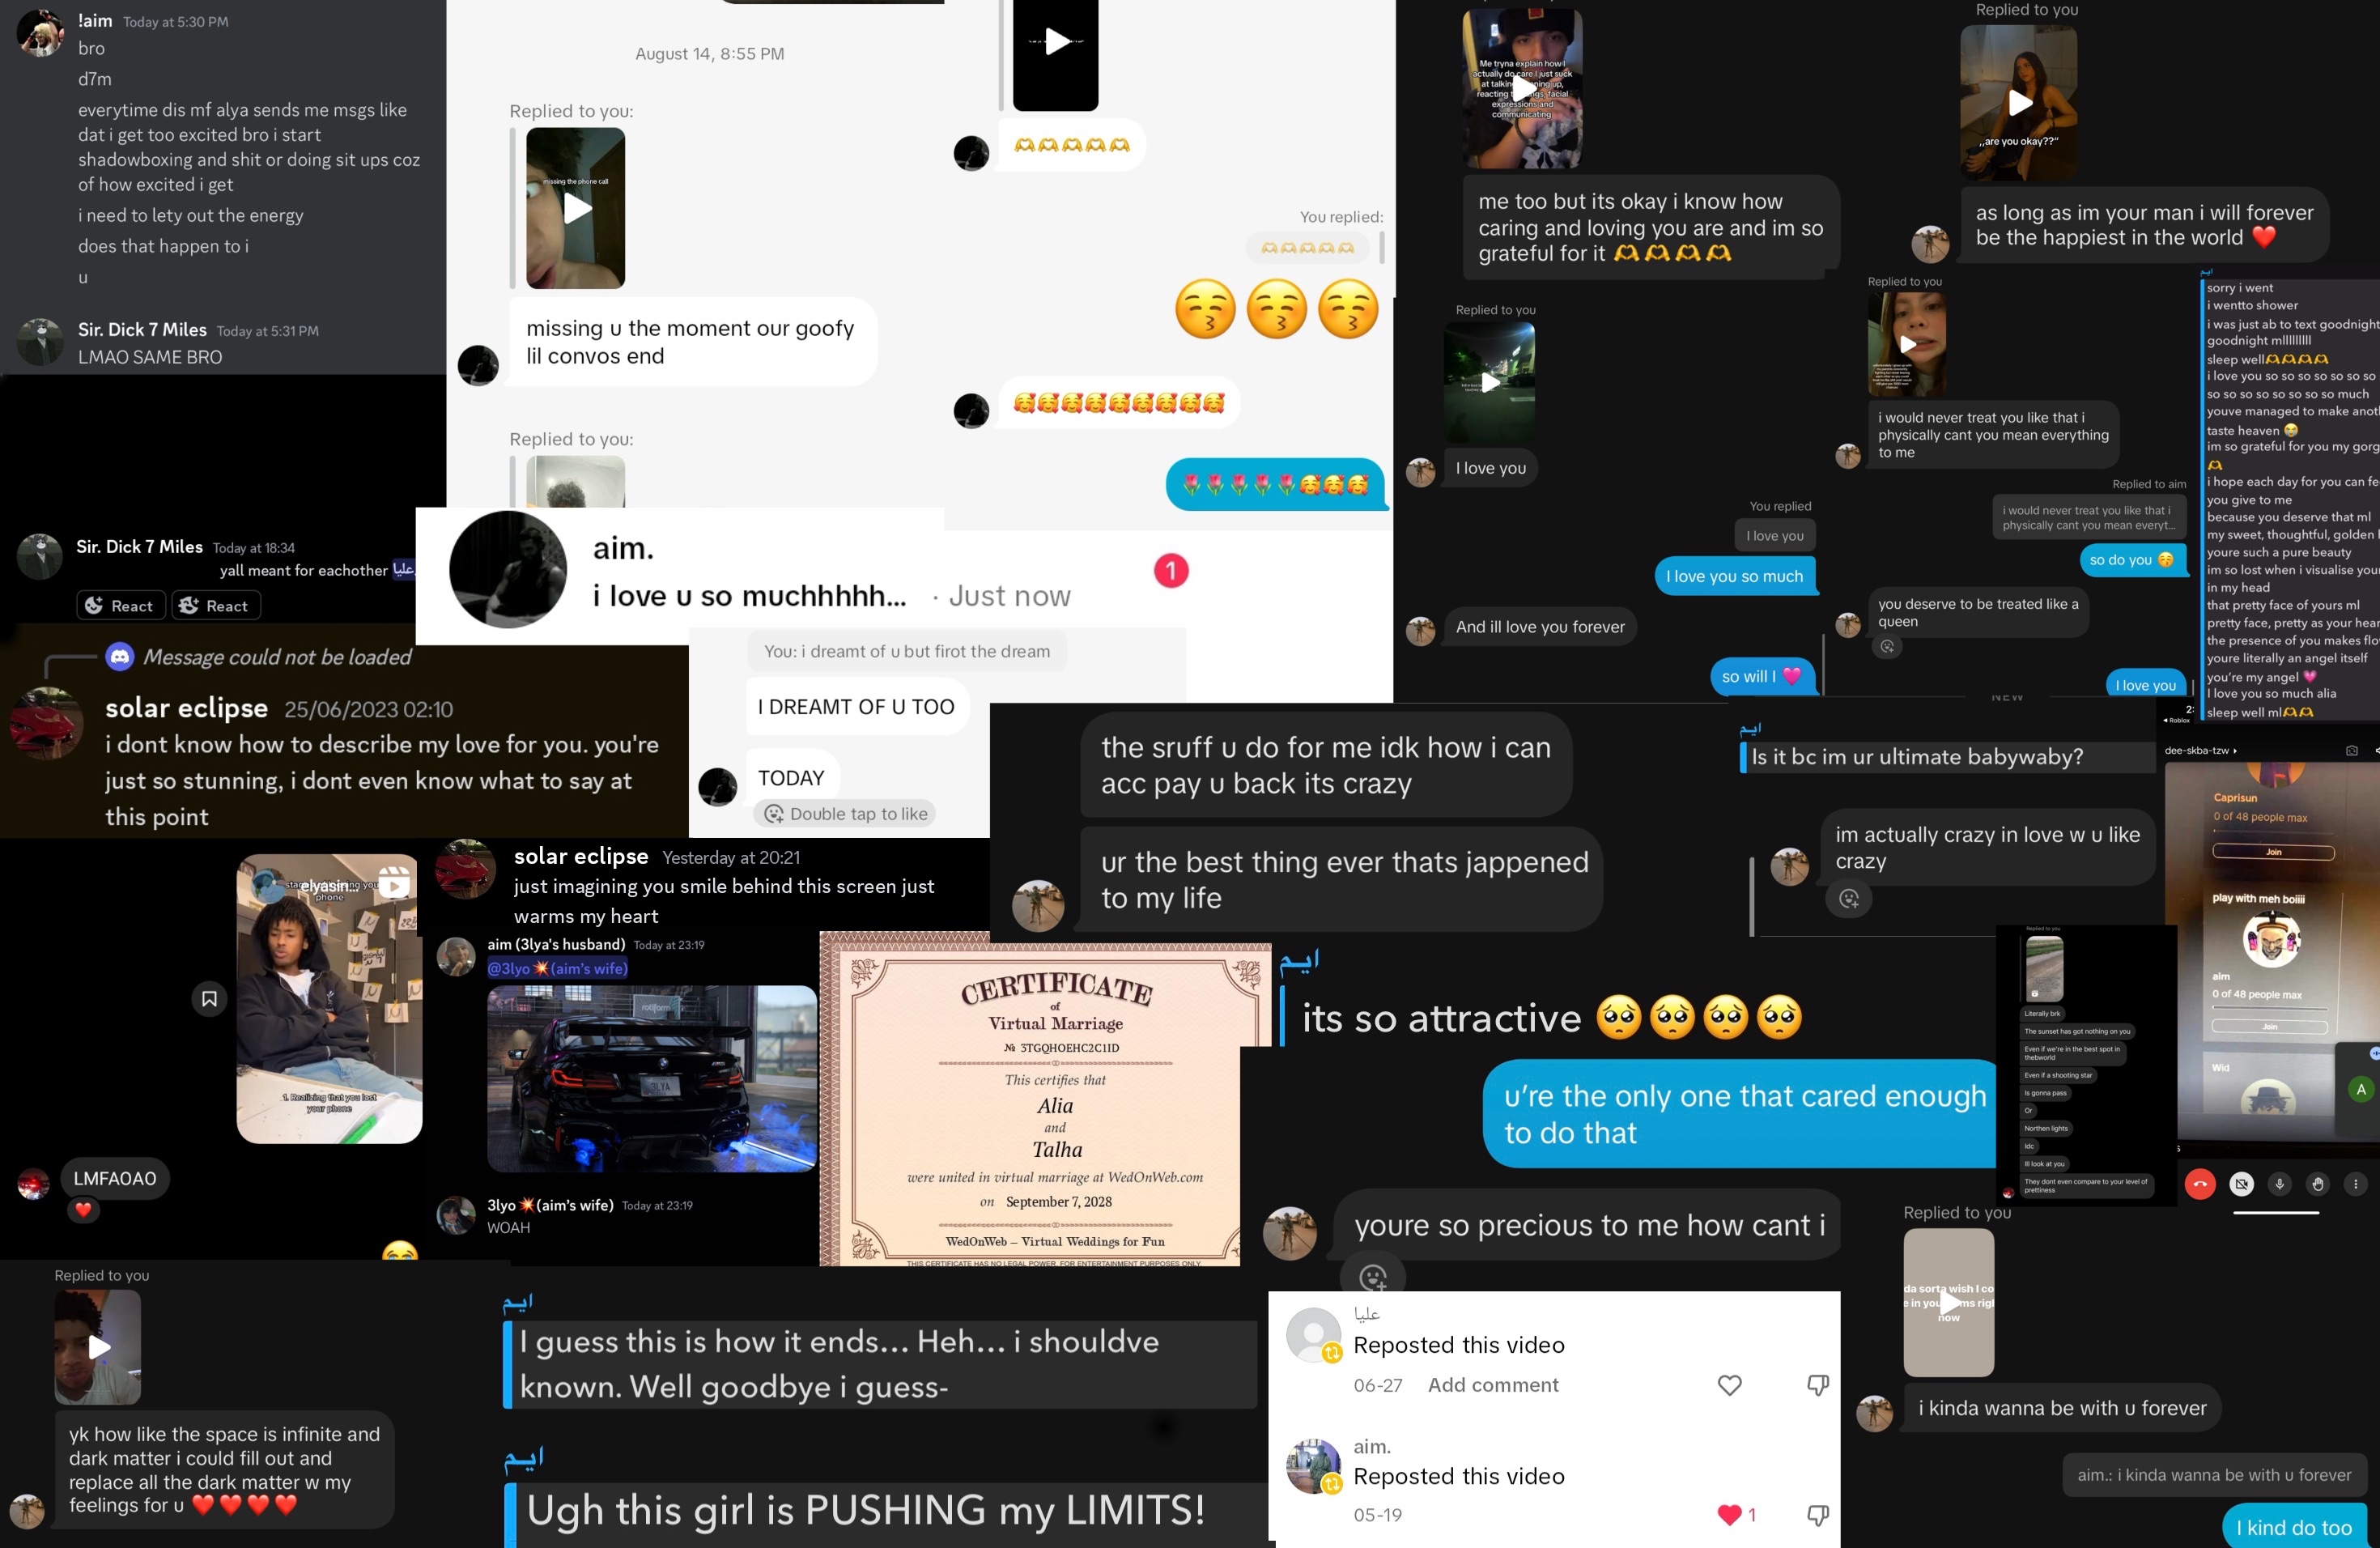 !aim Today at 5:30 PM
bro
d7m
everytime dis mf alya sends me msgs like
dat i get too excited bro i start
shadowboxing and shit or doing sit ups coz
of how excited i get
i need to lety out the energy
does that happen to i
u
Sir. Dick 7 Miles Today at 5:31 PM
LMAO SAME BRO
Sir. Dick 7 Miles Today at 18:34
yall meant for eachother عليا
React React
Message could not be loaded
solar eclipse 25/06/2023 02:10
i dont know how to describe my love for you. you're
just so stunning, i dont even know what to say at
this point
August 14, 8:55 PM
Replied to you:
missing the phone call
missing u the moment our goofy
lil convos end
Replied to you:
🫶🫶🫶🫶🫶
You replied:
🫶🫶🫶🫶🫶
😚😚😚
🥰🥰🥰🥰🥰🥰🥰🥰🥰
🌷🌷🌷🌷🌷🥰🥰🥰
aim.
i love u so muchhhhh... · Just now
1
You: i dreamt of u but firot the dream
I DREAMT OF U TOO
TODAY
Double tap to like
Me tryna explain how I
actually do care I just suck
at talking
reacting
facial
expressions and
communicating
me too but its okay i know how
caring and loving you are and im so
grateful for it 🫶🫶🫶🫶
Replied to you
I love you
You replied
I love you
I love you so much
And ill love you forever
so will I 💗
Replied to you
„are you okay??"
as long as im your man i will forever
be the happiest in the world ❤️
Replied to you
i would never treat you like that i
physically cant you mean everything
to me
Replied to aim
i would never treat you like that i
physically cant you mean everyt...
so do you 😚
you deserve to be treated like a
queen
I love you
ايم
sorry i went
i wentto shower
i was just ab to text goodnight
goodnight mlllllllll
sleep well🫶🫶🫶🫶
i love you so so so so so so so
so so so so so so so so much
youve managed to make
taste heaven 😭
im so grateful for you my
🫶
i hope each day for you can
you give to me
because you deserve that ml
my sweet, thoughtful, golden
youre such a pure beauty
im so lost when i visualise
in my head
that pretty face of yours ml
pretty face, pretty as your
the presence of you makes
youre literally an angel itself
you're my angel 💗
I love you so much alia
sleep well ml🫶🫶
NEW
the sruff u do for me idk how i can
acc pay u back its crazy
ur the best thing ever thats jappened
to my life
ايم
Is it bc im ur ultimate babywaby?
im actually crazy in love w u like
crazy
Roblox
dee-skba-tzw
Caprisun
0 of 48 people max
Join
play with meh boiiii
aim
0 of 48 people max
Join
Wid
A
elyasin...
1. Realizing that you lost
your phone
LMFAOAO
❤️
😂
solar eclipse Yesterday at 20:21
just imagining you smile behind this screen just
warms my heart
aim (3lya's husband) Today at 23:19
@3lyo💥(aim's wife)
rotiform
3LYA
3lyo💥(aim's wife) Today at 23:19
WOAH
CERTIFICATE
of
Virtual Marriage
№ 3TGQHOEHC2C1ID
This certifies that
Alia
and
Talha
were united in virtual marriage at WedOnWeb.com
on September 7, 2028
WedOnWeb – Virtual Weddings for Fun
THIS CERTIFICATE HAS NO LEGAL POWER. FOR ENTERTAINMENT PURPOSES ONLY.
ايم
its so attractive 🥺🥺🥺🥺
u're the only one that cared enough
to do that
youre so precious to me how cant i
Replied to you
Literally brk
The sunset has got nothing on you
Even if we're in the best spot in
theworld
Even if a shooting star
Is gonna pass
Or
Northen lights
Idc
Ill look at you
They dont even compare to your level of
prettiness
Replied to you
yk how like the space is infinite and
dark matter i could fill out and
replace all the dark matter w my
feelings for u ❤️❤️❤️❤️
ايم
I guess this is how it ends... Heh... i shouldve
known. Well goodbye i guess-
ايم
Ugh this girl is PUSHING my LIMITS!
عليا
Reposted this video
06-27 Add comment
aim.
Reposted this video
05-19
1
Replied to you
da sorta wish I co
now
i kinda wanna be with u forever
aim.: i kinda wanna be with u forever
I kind do too